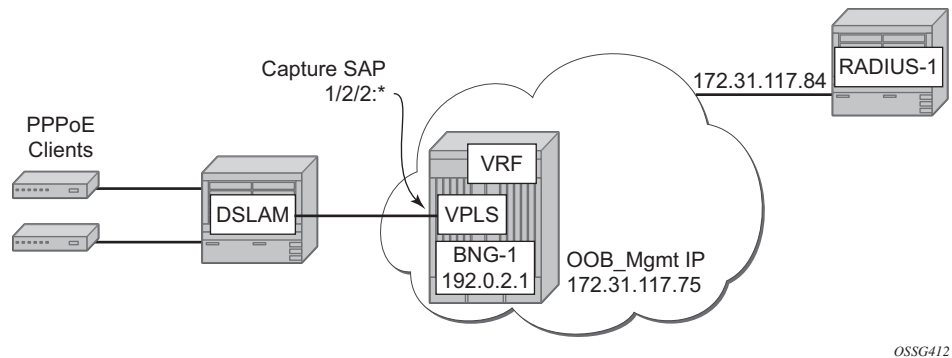 Capture SAP
1/2/2:*
172.31.117.84
RADIUS-1
PPPoE
Clients
VRF
DSLAM
VPLS
BNG-1
192.0.2.1
OOB_Mgmt IP
172.31.117.75
OSSG412